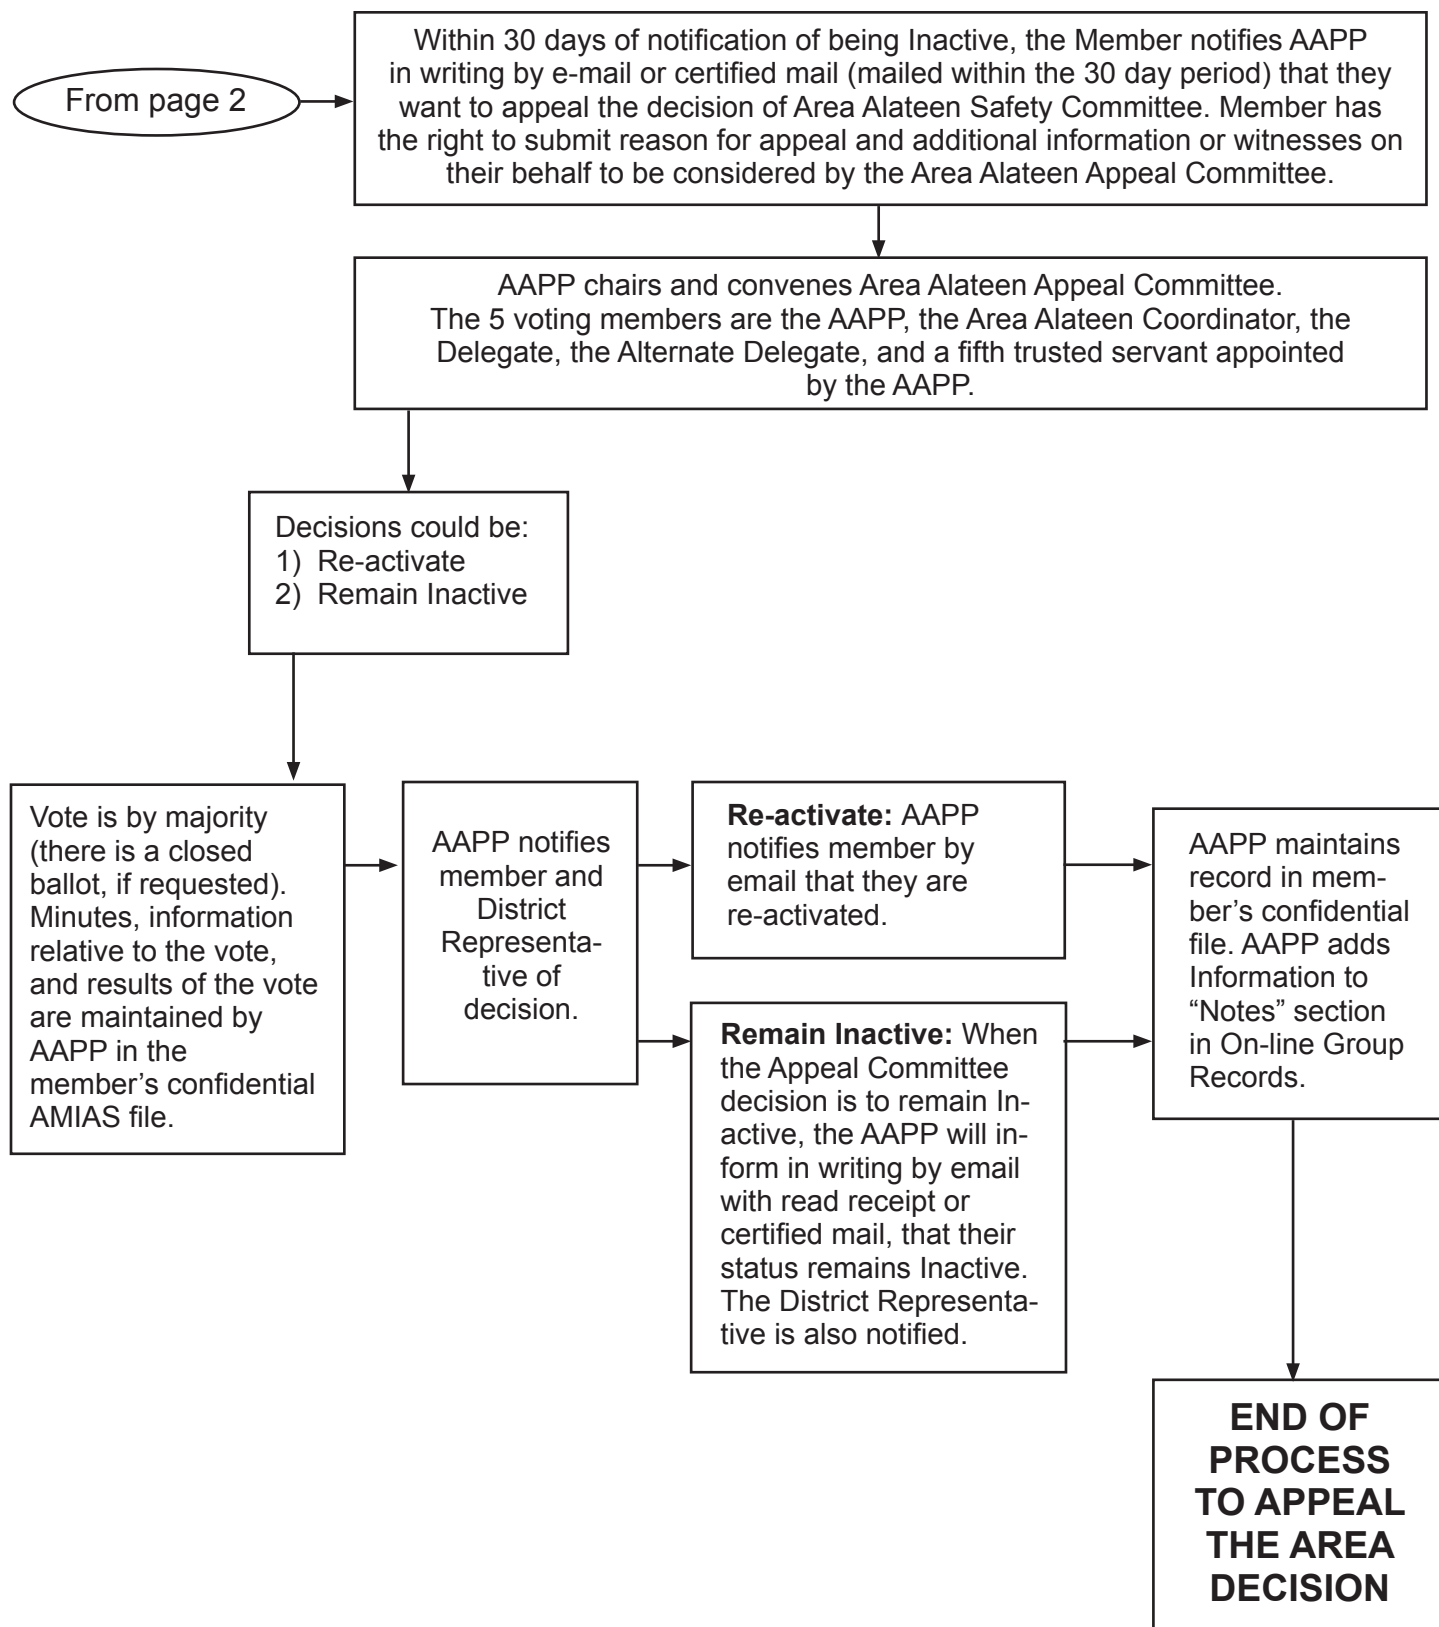 From page 2
Within 30 days of notification of being Inactive, the Member notifies AAPP
in writing by e-mail or certified mail (mailed within the 30 day period) that they
want to appeal the decision of Area Alateen Safety Committee. Member has
the right to submit reason for appeal and additional information or witnesses on
their behalf to be considered by the Area Alateen Appeal Committee.
AAPP chairs and convenes Area Alateen Appeal Committee.
The 5 voting members are the AAPP, the Area Alateen Coordinator, the
Delegate, the Alternate Delegate, and a fifth trusted servant appointed
by the AAPP.
Decisions could be:
1) Re-activate
2) Remain Inactive
Vote is by majority
(there is a closed
ballot, if requested).
Minutes, information
relative to the vote,
and results of the vote
are maintained by
AAPP in the
member’s confidential
AMIAS file.
AAPP notifies
member and
District
Representa-
tive of
decision.
Re-activate: AAPP
notifies member by
email that they are
re-activated.
Remain Inactive: When
the Appeal Committee
decision is to remain In-
active, the AAPP will in-
form in writing by email
with read receipt or
certified mail, that their
status remains Inactive.
The District Representa-
tive is also notified.
AAPP maintains
record in mem-
ber’s confidential
file. AAPP adds
Information to
“Notes” section
in On-line Group
Records.
END OF
PROCESS
TO APPEAL
THE AREA
DECISION